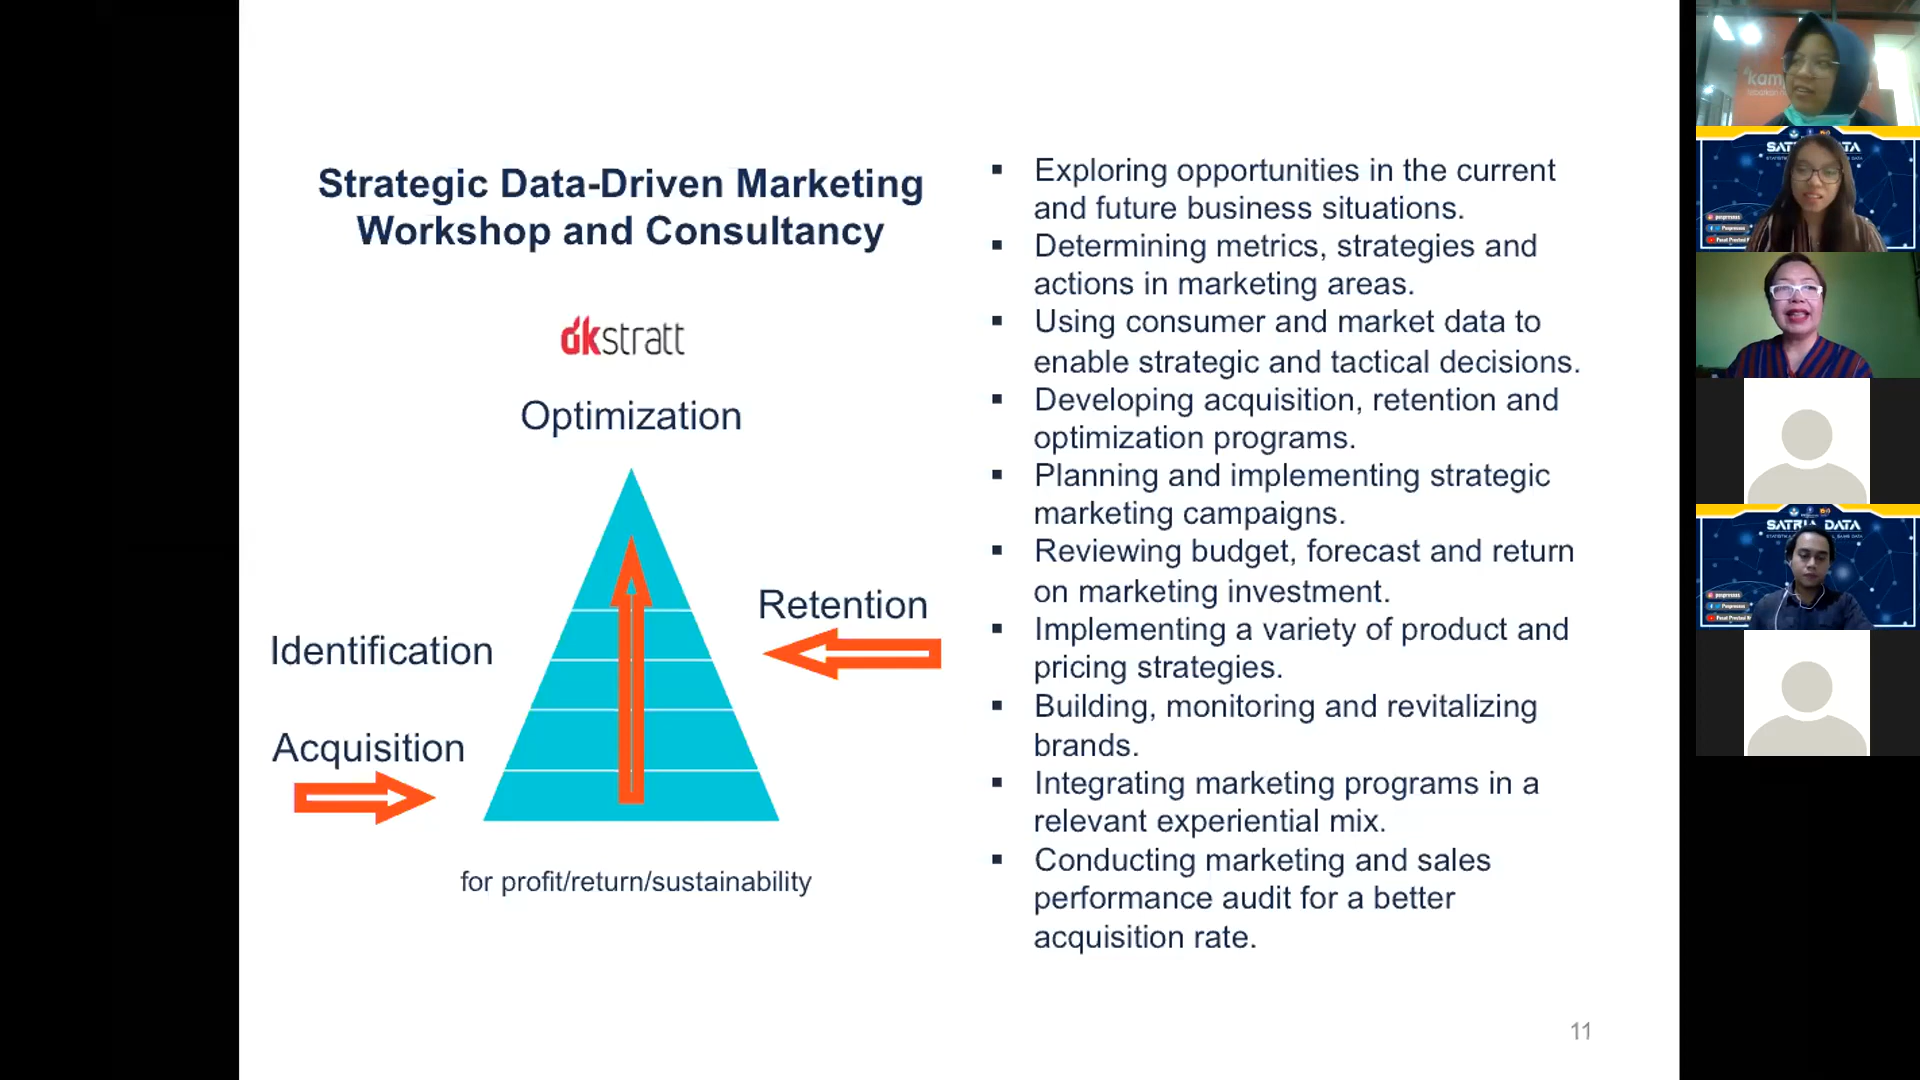 Strategic Data-Driven Marketing
Workshop and Consultancy
dkstratt
Optimization
Retention
Identification
Acquisition
for profit/return/sustainability
▪ Exploring opportunities in the current
and future business situations.
▪ Determining metrics, strategies and
actions in marketing areas.
▪ Using consumer and market data to
enable strategic and tactical decisions.
▪ Developing acquisition, retention and
optimization programs.
▪ Planning and implementing strategic
marketing campaigns.
▪ Reviewing budget, forecast and return
on marketing investment.
▪ Implementing a variety of product and
pricing strategies.
▪ Building, monitoring and revitalizing
brands.
▪ Integrating marketing programs in a
relevant experiential mix.
▪ Conducting marketing and sales
performance audit for a better
acquisition rate.
11
kam
SATRIA DATA